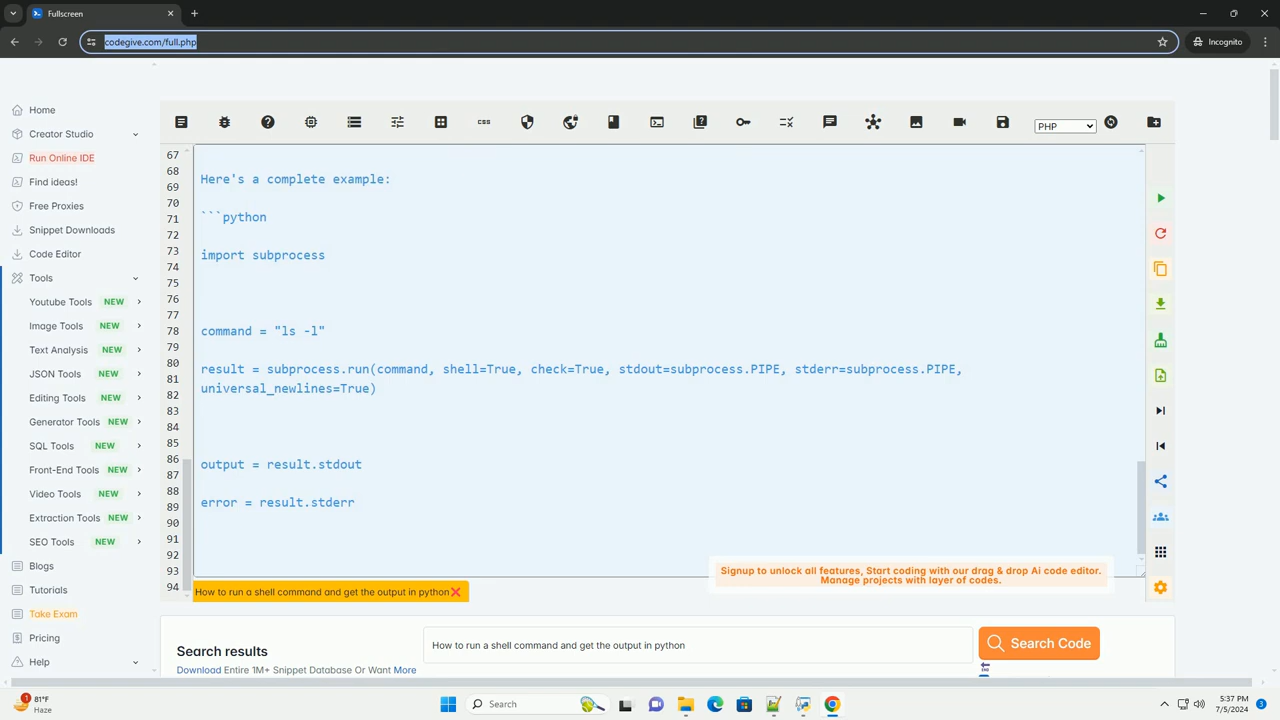 Fullscreen
codegive.com/full.php
Incognito
Home
Creator Studio
Run Online IDE
Find ideas!
Free Proxies
Snippet Downloads
Code Editor
Tools
Youtube Tools NEW
Image Tools NEW
Text Analysis NEW
JSON Tools NEW
Editing Tools NEW
Generator Tools NEW
SQL Tools NEW
Front-End Tools NEW
Video Tools NEW
Extraction Tools NEW
SEO Tools NEW
Blogs
Tutorials
Take Exam
Pricing
Help
css
PHP
67
68
69
70
71
72
73
74
75
76
77
78
79
80
81
82
83
84
85
86
87
88
89
90
91
92
93
94
Here's a complete example:
```python
import subprocess
command = "ls -l"
result = subprocess.run(command, shell=True, check=True, stdout=subprocess.PIPE, stderr=subprocess.PIPE,
universal_newlines=True)
output = result.stdout
error = result.stderr
Signup to unlock all features, Start coding with our drag & drop Ai code editor.
Manage projects with layer of codes.
How to run a shell command and get the output in python
Search results
Download Entire 1M+ Snippet Database Or Want More
How to run a shell command and get the output in python
Search Code
1
81°F
Haze
Search
5:37 PM
7/5/2024
3